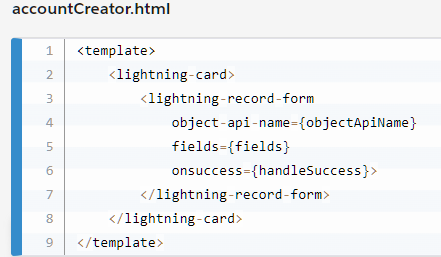 accountCreator.html
1 <template>
2     <lightning-card>
3         <lightning-record-form
4             object-api-name={objectApiName}
5             fields={fields}
6             onsuccess={handleSuccess}>
7         </lightning-record-form>
8     </lightning-card>
9 </template>